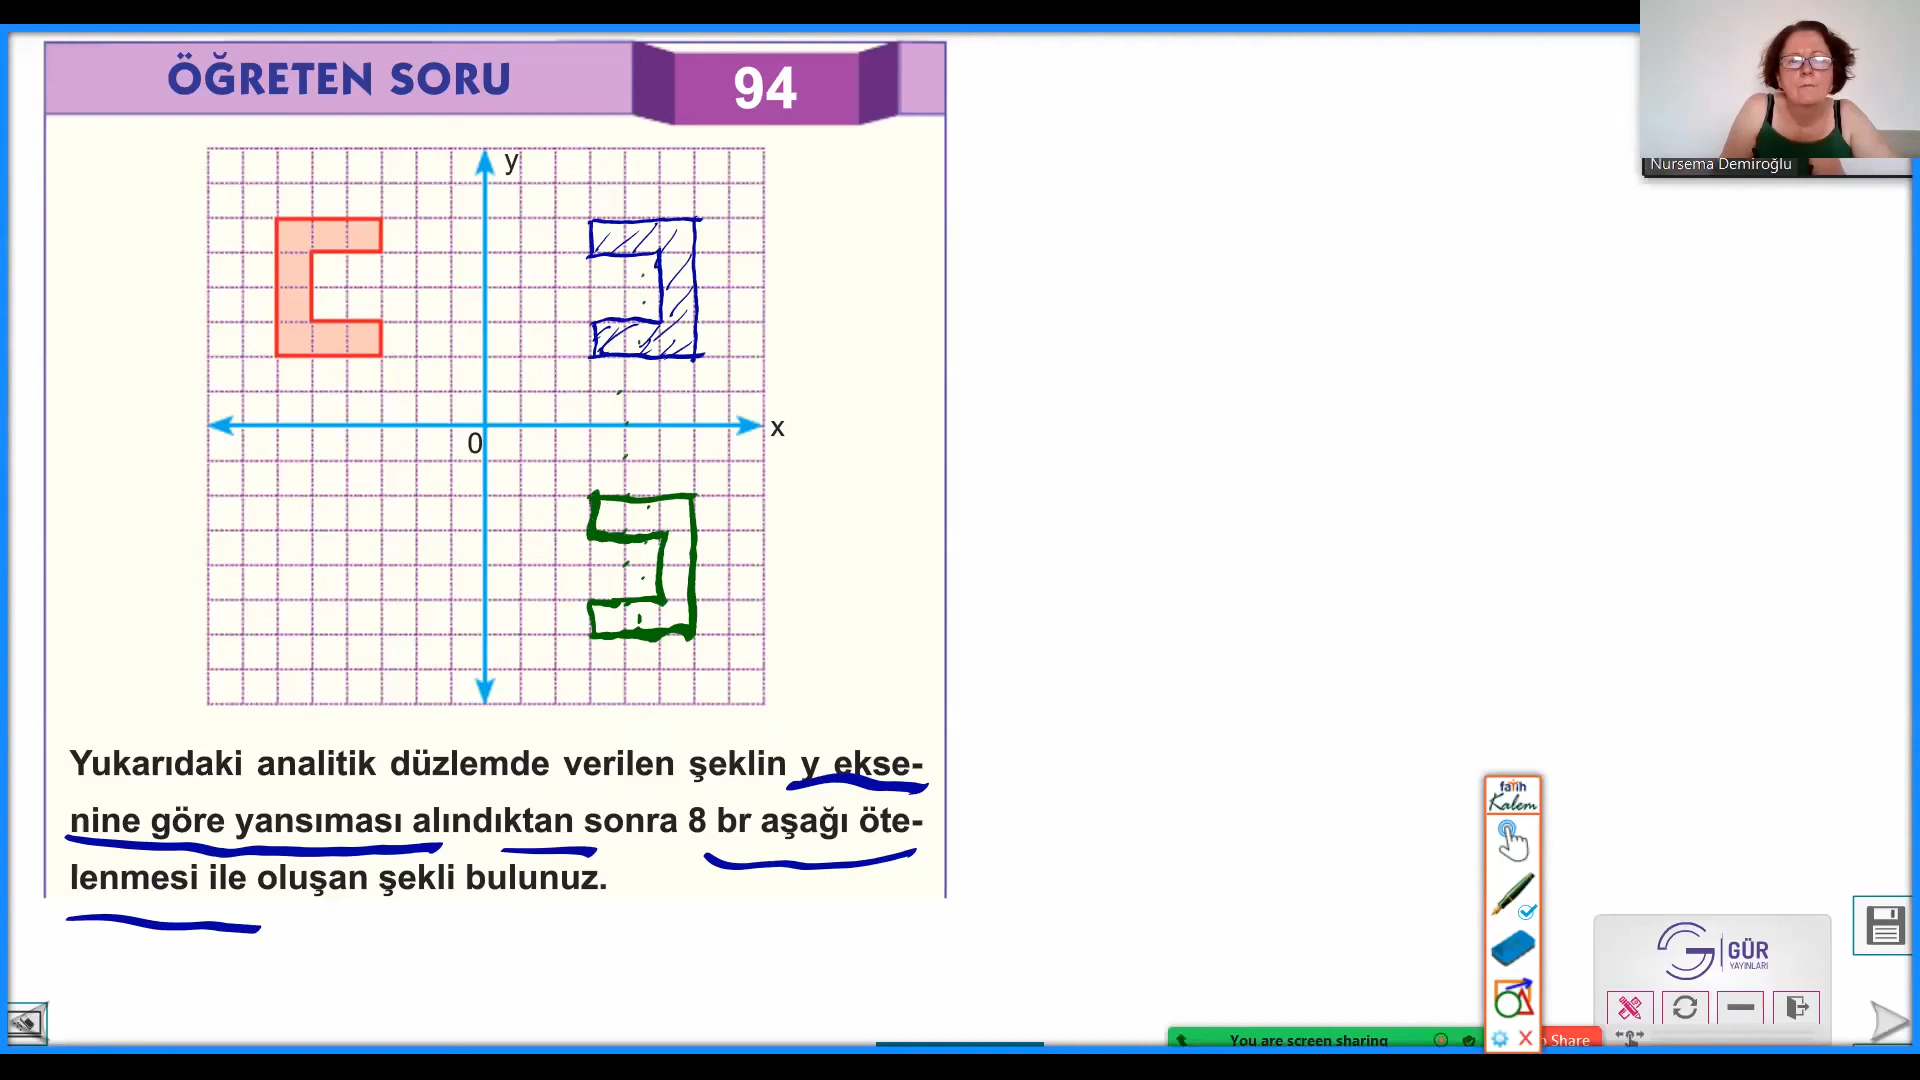 ÖĞRETEN SORU
94
Nursema Demiroğlu
y
x
0
Yukarıdaki analitik düzlemde verilen şeklin y ekse-
nine göre yansıması alındıktan sonra 8 br aşağı öte-
lenmesi ile oluşan şekli bulunuz.
fatih
Kalem
GÜR
YAYINLARI
You are screen sharing
Share